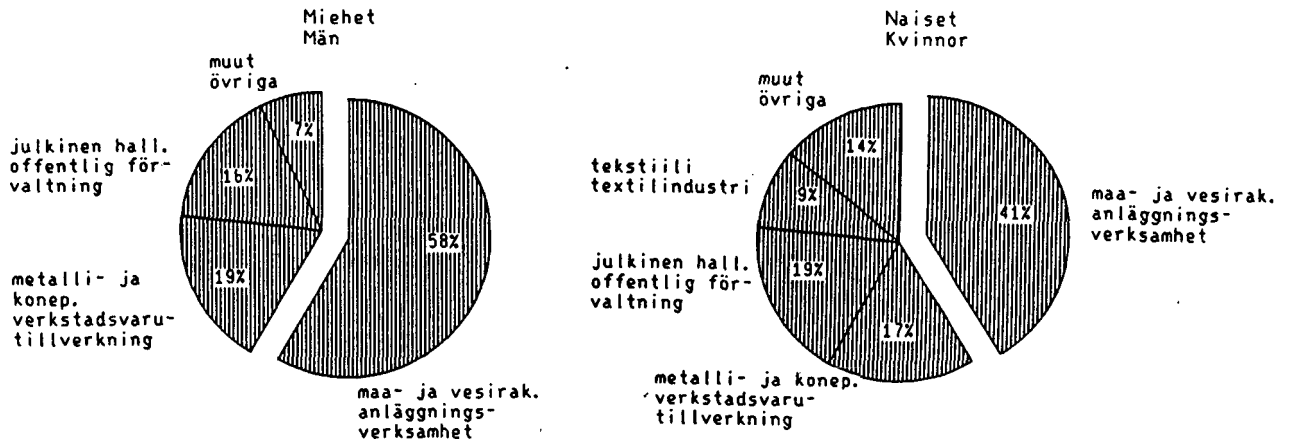 Miehet
Män
muut
övriga
7%
julkinen hall.
offentlig för-
valtning
16%
58%
19%
metalli- ja
konep.
verkstadsvaru-
tillverkning
maa- ja vesirak.
anläggnings-
verksamhet
Naiset
Kvinnor
muut
övriga
14%
tekstiili
textilindustri
9%
41%
maa- ja vesirak.
anläggnings-
verksamhet
julkinen hall.
offentlig för-
valtning
19%
17%
metalli- ja konep.
verkstadsvaru-
tillverkning